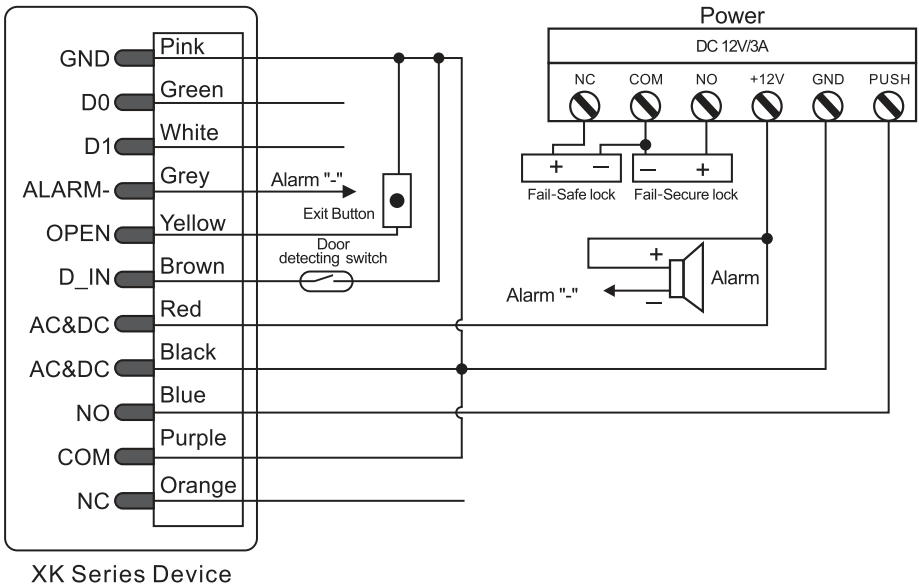 Power
DC 12V/3A
NC COM NO +12V GND PUSH
+ − − +
Fail-Safe lock Fail-Secure lock
GND Pink
D0 Green
D1 White
ALARM- Grey Alarm "-"
Exit Button
OPEN Yellow
Door
detecting switch
D_IN Brown
+
Alarm
Alarm "-" −
AC&DC Red
AC&DC Black
NO Blue
COM Purple
NC Orange
XK Series Device